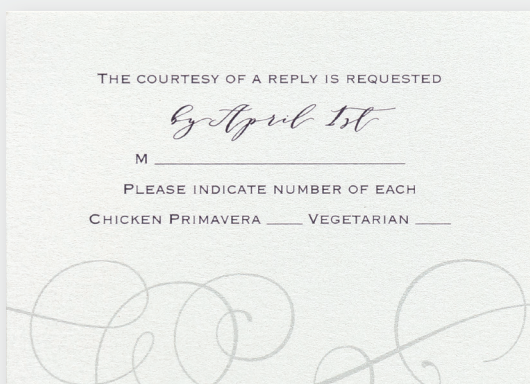 The courtesy of a reply is requested
by April 1st
M ____________________
Please indicate number of each
Chicken Primavera ____ Vegetarian ____